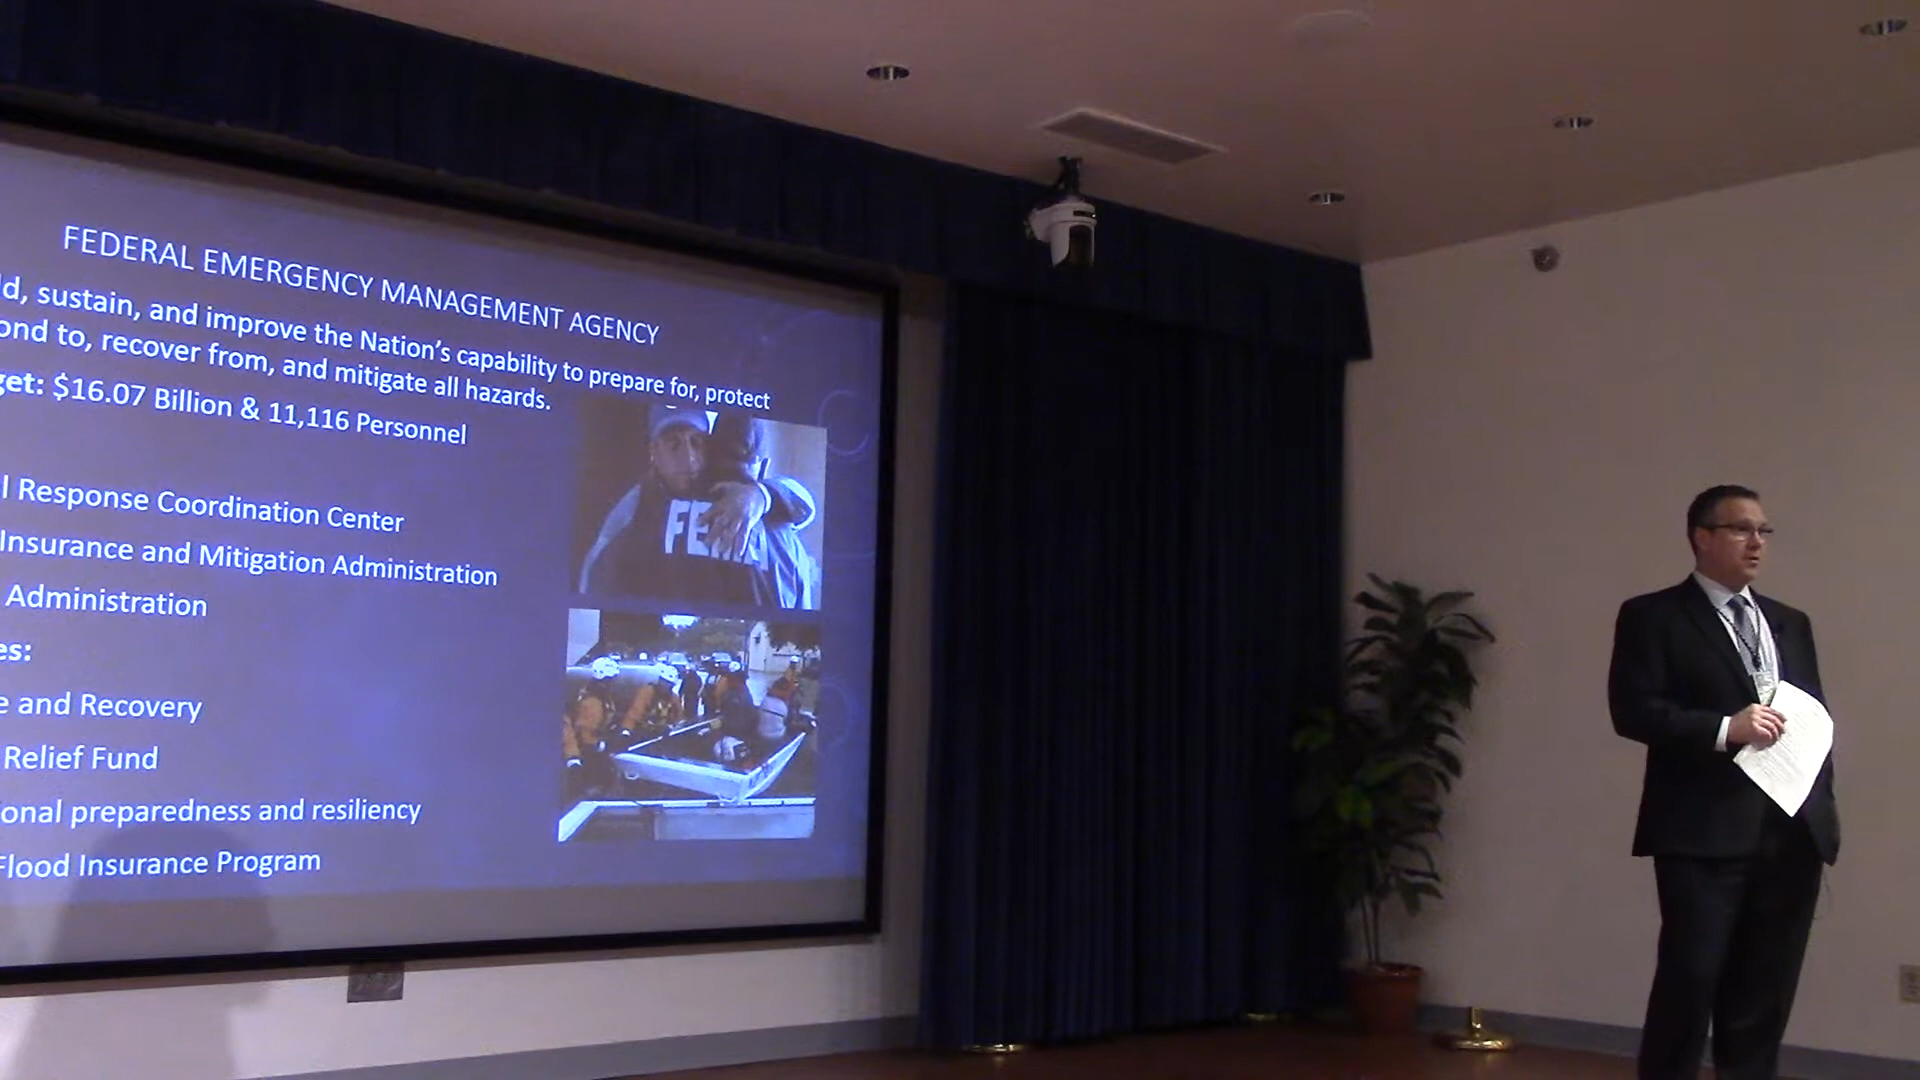 FEDERAL EMERGENCY MANAGEMENT AGENCY
ld, sustain, and improve the Nation's capability to prepare for, protect
ond to, recover from, and mitigate all hazards.
get: $16.07 Billion & 11,116 Personnel
l Response Coordination Center
Insurance and Mitigation Administration
Administration
es:
e and Recovery
Relief Fund
onal preparedness and resiliency
Flood Insurance Program
FEMA